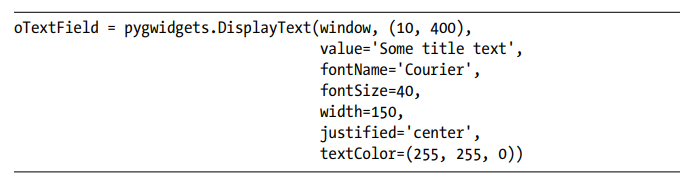 oTextField = pygwidgets.DisplayText(window, (10, 400),
                                    value='Some title text',
                                    fontName='Courier',
                                    fontSize=40,
                                    width=150,
                                    justified='center',
                                    textColor=(255, 255, 0))